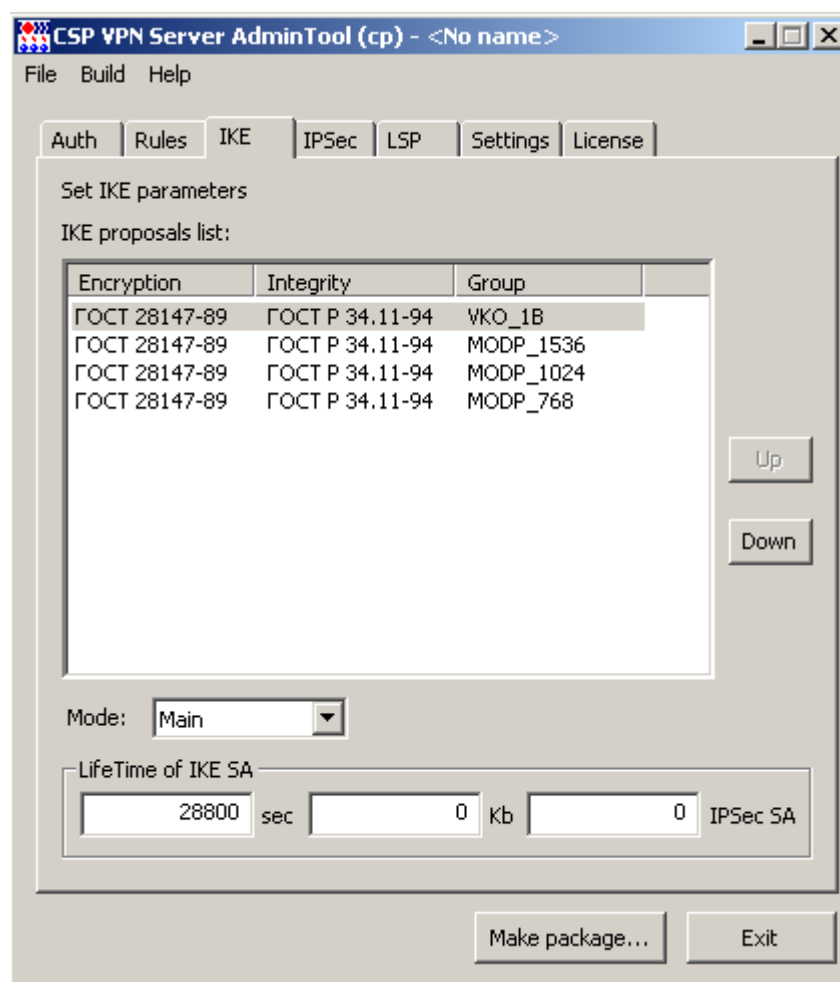 CSP VPN Server AdminTool (cp) - <No name>
File Build Help
Auth Rules IKE IPSec LSP Settings License
Set IKE parameters
IKE proposals list:
Encryption Integrity Group
ГОСТ 28147-89 ГОСТ Р 34.11-94 VKO_1B
ГОСТ 28147-89 ГОСТ Р 34.11-94 MODP_1536
ГОСТ 28147-89 ГОСТ Р 34.11-94 MODP_1024
ГОСТ 28147-89 ГОСТ Р 34.11-94 MODP_768
Up
Down
Mode: Main
LifeTime of IKE SA
28800 sec 0 Kb 0 IPSec SA
Make package... Exit